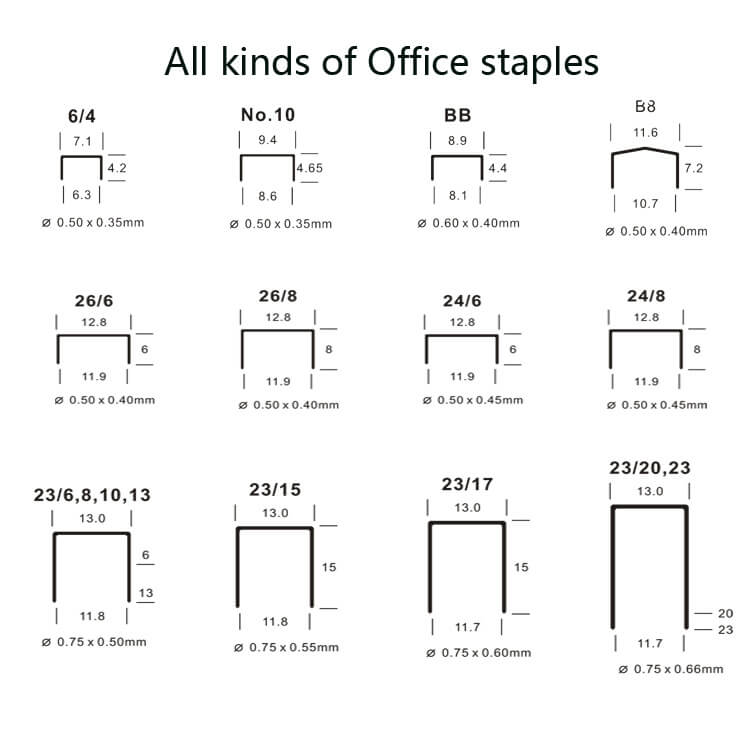 All kinds of Office staples
6/4
7.1
4.2
6.3
⌀ 0.50 x 0.35mm
No.10
9.4
4.65
8.6
⌀ 0.50 x 0.35mm
BB
8.9
4.4
8.1
⌀ 0.60 x 0.40mm
B8
11.6
7.2
10.7
⌀ 0.50 x 0.40mm
26/6
12.8
6
11.9
⌀ 0.50 x 0.40mm
26/8
12.8
8
11.9
⌀ 0.50 x 0.40mm
24/6
12.8
6
11.9
⌀ 0.50 x 0.45mm
24/8
12.8
8
11.9
⌀ 0.50 x 0.45mm
23/6,8,10,13
13.0
6
13
11.8
⌀ 0.75 x 0.50mm
23/15
13.0
15
11.8
⌀ 0.75 x 0.55mm
23/17
13.0
15
11.7
⌀ 0.75 x 0.60mm
23/20,23
13.0
20
23
11.7
⌀ 0.75 x 0.66mm